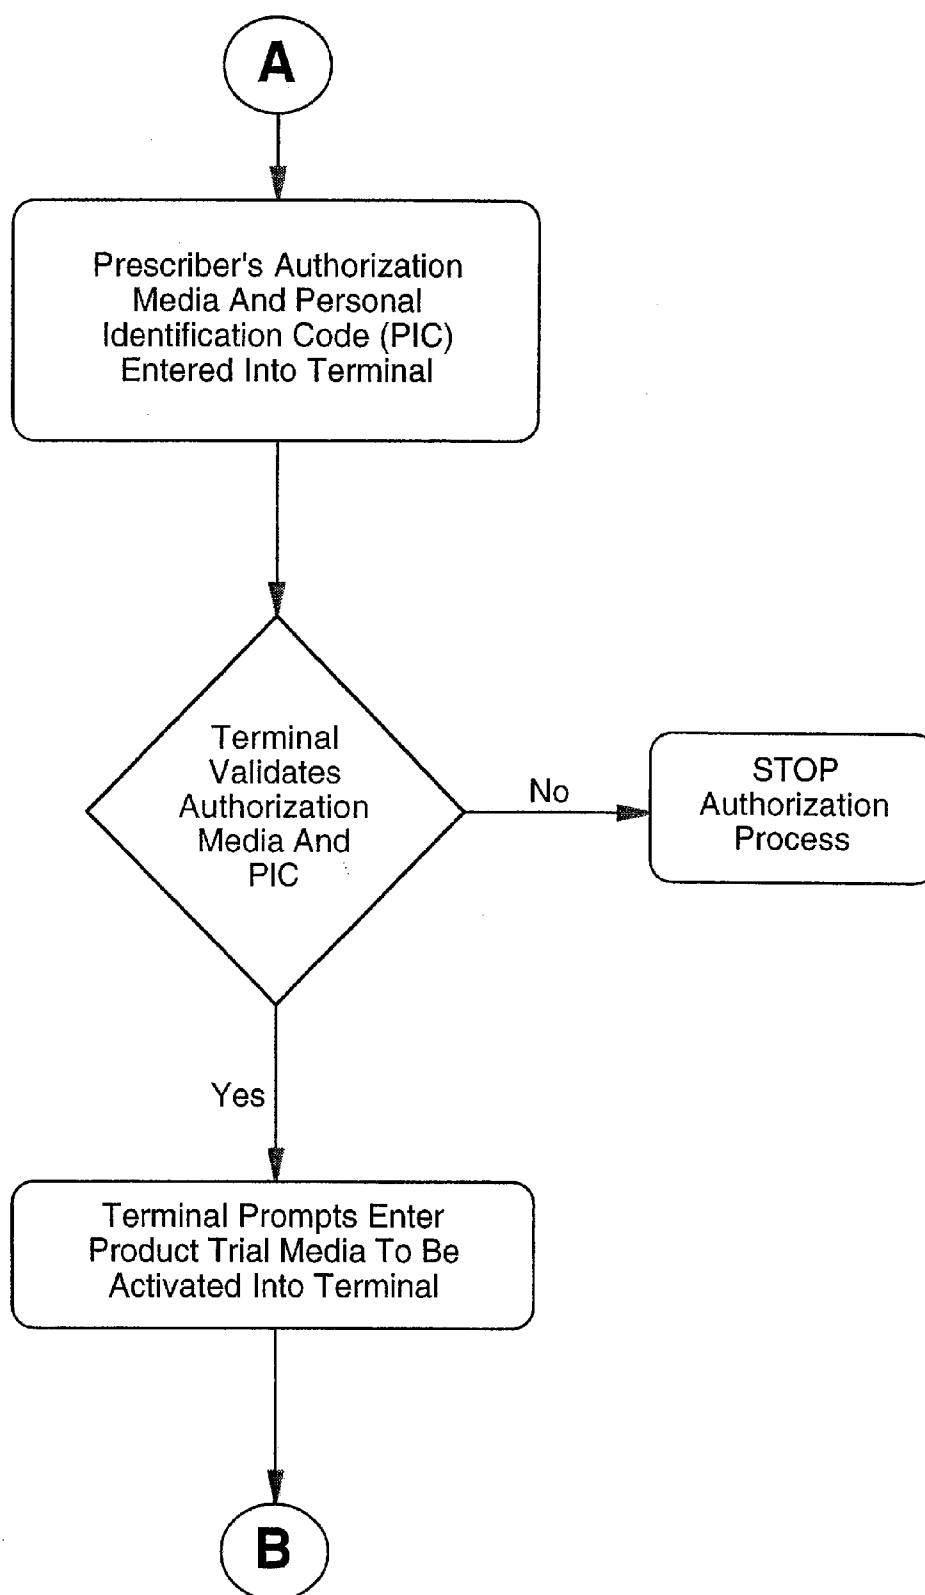 A
Prescriber's Authorization
Media And Personal
Identification Code (PIC)
Entered Into Terminal
Terminal
Validates
Authorization
Media And
PIC
No
STOP
Authorization
Process
Yes
Terminal Prompts Enter
Product Trial Media To Be
Activated Into Terminal
B